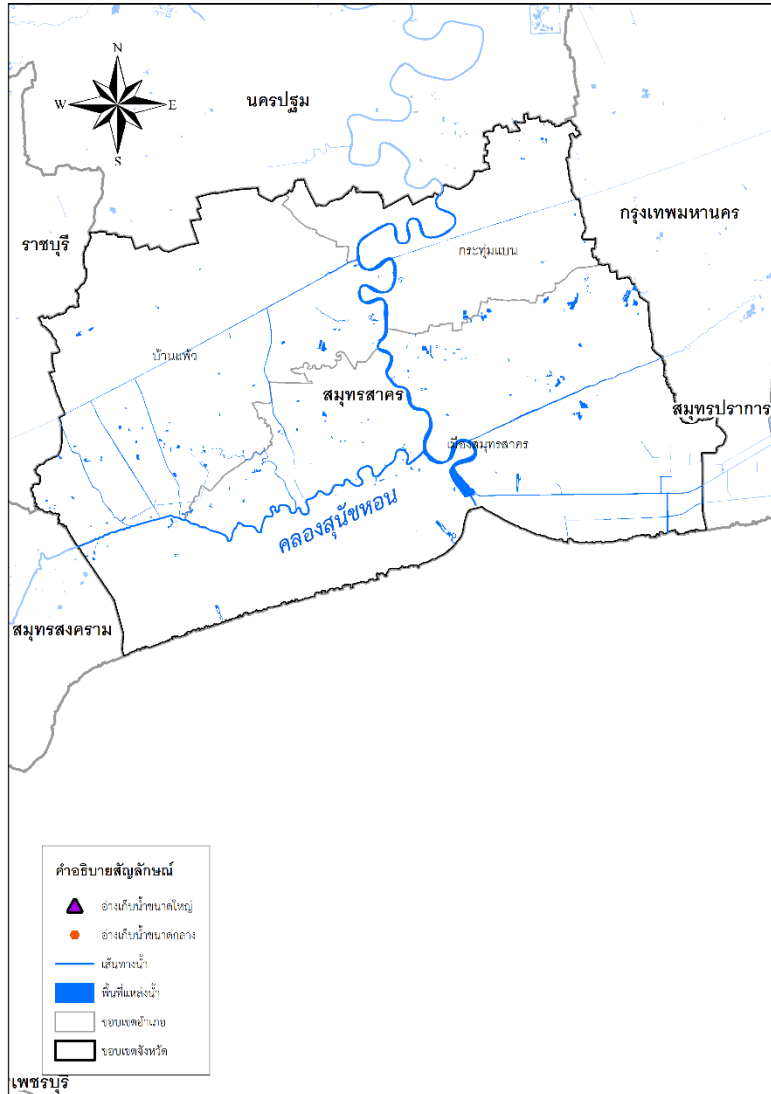 N
W
E
S
นครปฐม
กรุงเทพมหานคร
ราชบุรี
กระทุ่มแบน
บ้านแพ้ว
สมุทรสาคร
สมุทรปราการ
เมืองสมุทรสาคร
คลองสุนัขหอน
สมุทรสงคราม
คำอธิบายสัญลักษณ์
อ่างเก็บน้ำขนาดใหญ่
อ่างเก็บน้ำขนาดกลาง
เส้นทางน้ำ
พื้นที่แหล่งน้ำ
ขอบเขตอำเภอ
ขอบเขตจังหวัด
เพชรบุรี